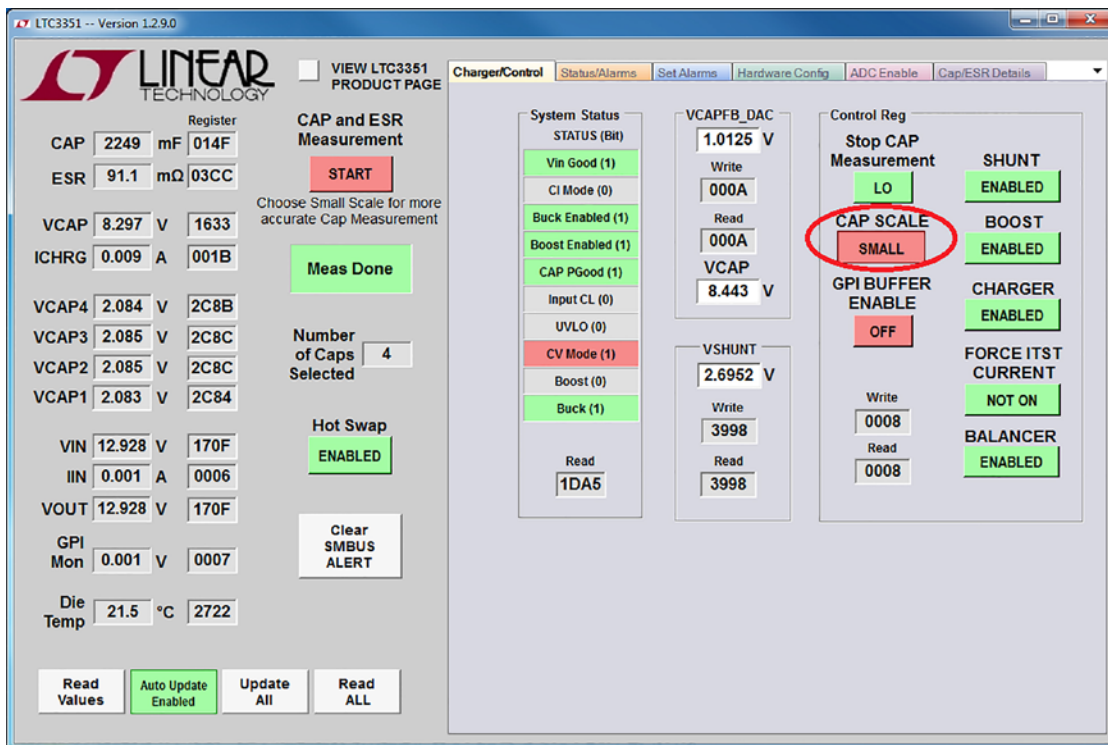 LTC3351 -- Version 1.2.9.0
LINEAR
TECHNOLOGY
VIEW LTC3351
PRODUCT PAGE
Register
CAP 2249 mF 014F
ESR 91.1 mΩ 03CC
VCAP 8.297 V 1633
ICHRG 0.009 A 001B
VCAP4 2.084 V 2C8B
VCAP3 2.085 V 2C8C
VCAP2 2.085 V 2C8C
VCAP1 2.083 V 2C84
VIN 12.928 V 170F
IIN 0.001 A 0006
VOUT 12.928 V 170F
GPI
Mon 0.001 V 0007
Die
Temp 21.5 °C 2722
Read
Values
Auto Update
Enabled
Update
All
Read
ALL
CAP and ESR
Measurement
START
Choose Small Scale for more
accurate Cap Measurement
Meas Done
Number
of Caps 4
Selected
Hot Swap
ENABLED
Clear
SMBUS
ALERT
Charger/Control Status/Alarms Set Alarms Hardware Config ADC Enable Cap/ESR Details
System Status
STATUS (Bit)
Vin Good (1)
CI Mode (0)
Buck Enabled (1)
Boost Enabled (1)
CAP PGood (1)
Input CL (0)
UVLO (0)
CV Mode (1)
Boost (0)
Buck (1)
Read
1DA5
VCAPFB_DAC
1.0125 V
Write
000A
Read
000A
VCAP
8.443 V
VSHUNT
2.6952 V
Write
3998
Read
3998
Control Reg
Stop CAP
Measurement
LO
CAP SCALE
SMALL
GPI BUFFER
ENABLE
OFF
Write
0008
Read
0008
SHUNT
ENABLED
BOOST
ENABLED
CHARGER
ENABLED
FORCE ITST
CURRENT
NOT ON
BALANCER
ENABLED